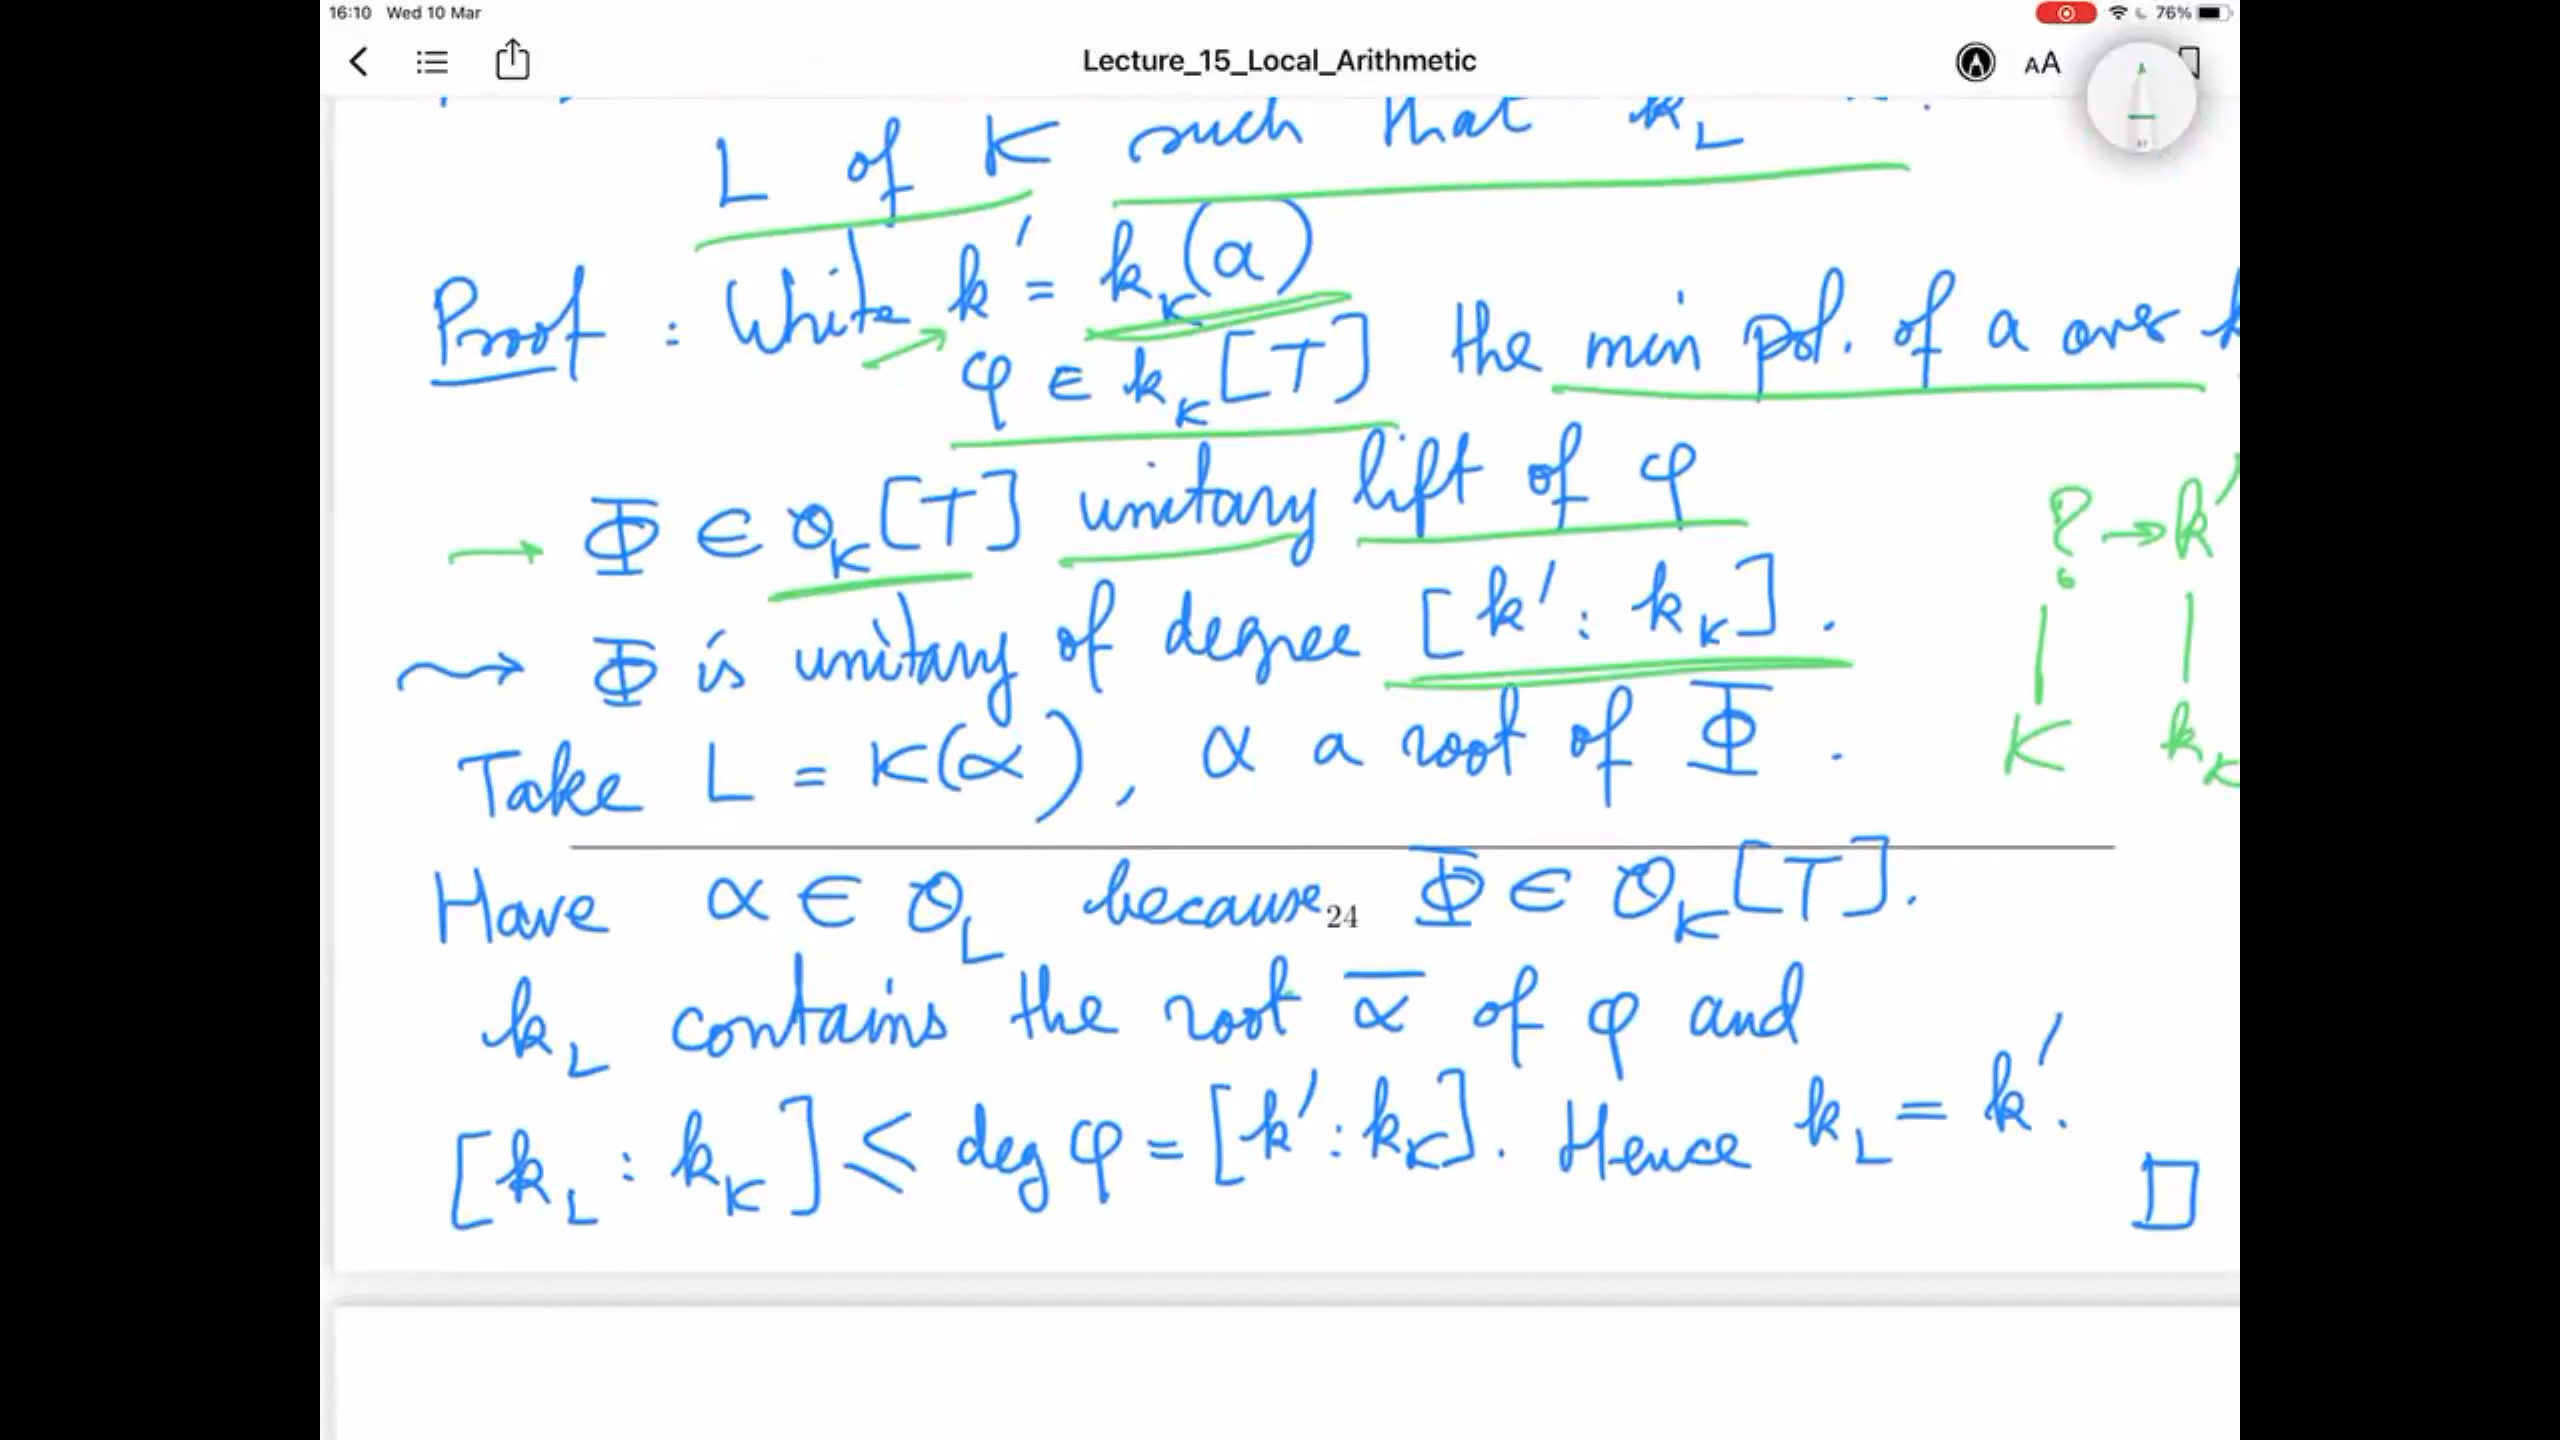 16:10 Wed 10 Mar 76%
Lecture_15_Local_Arithmetic
AA
L of K such that k_L
Proof : Write k' = k_K(a)
φ ∈ k_K[T] the min pol. of a over
Φ ∈ O_K[T] unitary lift of φ
? → k'
⇝ Φ is unitary of degree [k' : k_K].
Take L = K(α), α a root of Φ.
K k_K
Have α ∈ O_L because Φ ∈ O_K[T].
24
k_L contains the root ᾱ of φ and
[k_L : k_K] ⩽ deg φ = [k' : k_K]. Hence k_L = k'.
□